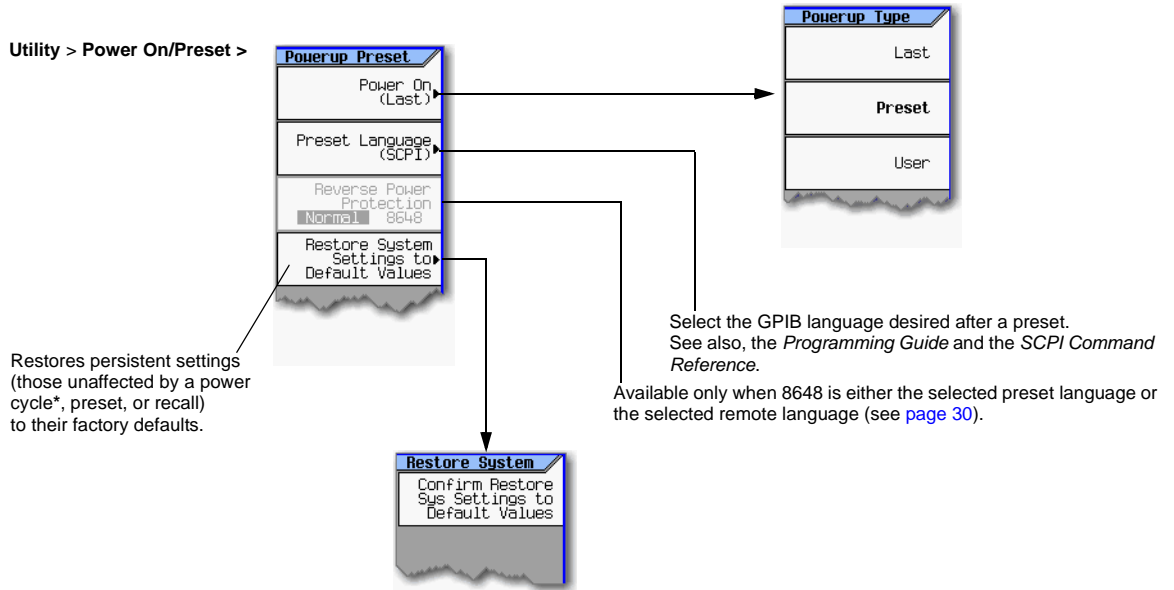 Utility > Power On/Preset >
Powerup Preset
Power On
(Last)
Preset Language
(SCPI)
Reverse Power
Protection
Normal 8648
Restore System
Settings to
Default Values
Powerup Type
Last
Preset
User
Select the GPIB language desired after a preset.
See also, the Programming Guide and the SCPI Command
Reference.
Available only when 8648 is either the selected preset language or
the selected remote language (see page 30).
Restores persistent settings
(those unaffected by a power
cycle*, preset, or recall)
to their factory defaults.
Restore System
Confirm Restore
Sys Settings to
Default Values